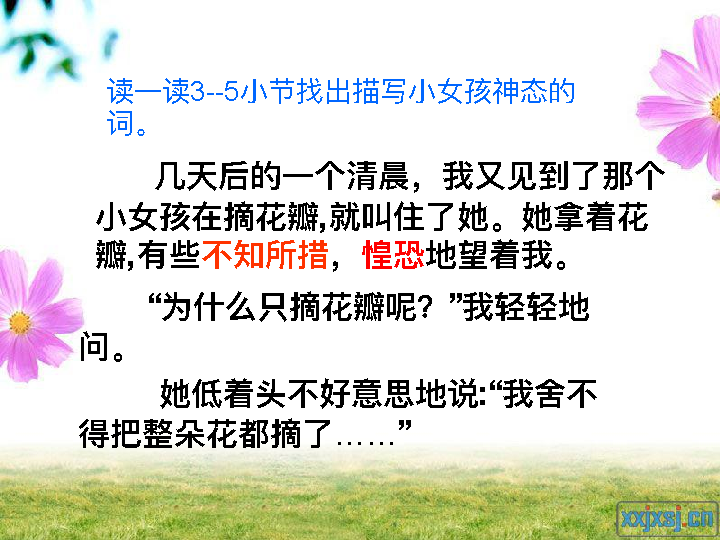 读一读3--5小节找出描写小女孩神态的
词。
几天后的一个清晨，我又见到了那个
小女孩在摘花瓣,就叫住了她。她拿着花
瓣,有些不知所措，惶恐地望着我。
“为什么只摘花瓣呢？”我轻轻地
问。
她低着头不好意思地说:“我舍不
得把整朵花都摘了……”
xxjxsj.cn